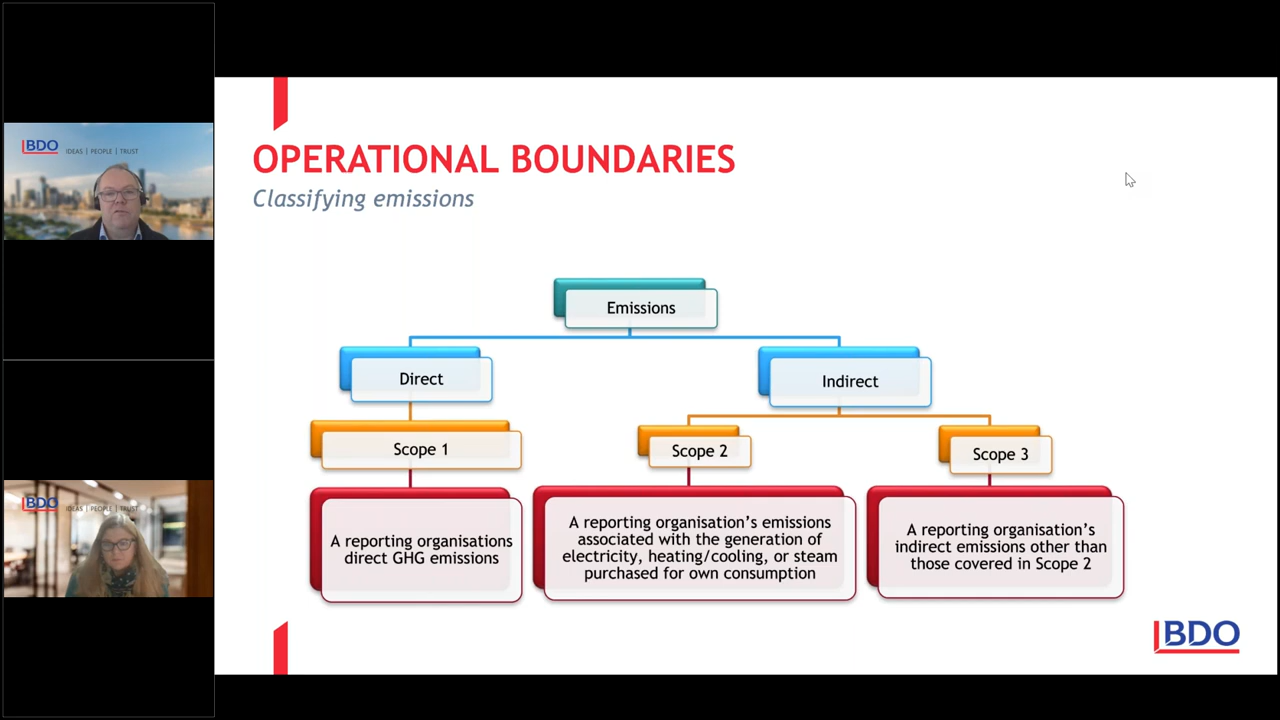 BDO IDEAS | PEOPLE | TRUST
BDO IDEAS | PEOPLE | TRUST
OPERATIONAL BOUNDARIES
Classifying emissions
Emissions
Direct
Indirect
Scope 1
Scope 2
Scope 3
A reporting organisations
direct GHG emissions
A reporting organisation’s emissions
associated with the generation of
electricity, heating/cooling, or steam
purchased for own consumption
A reporting organisation’s
indirect emissions other than
those covered in Scope 2
BDO